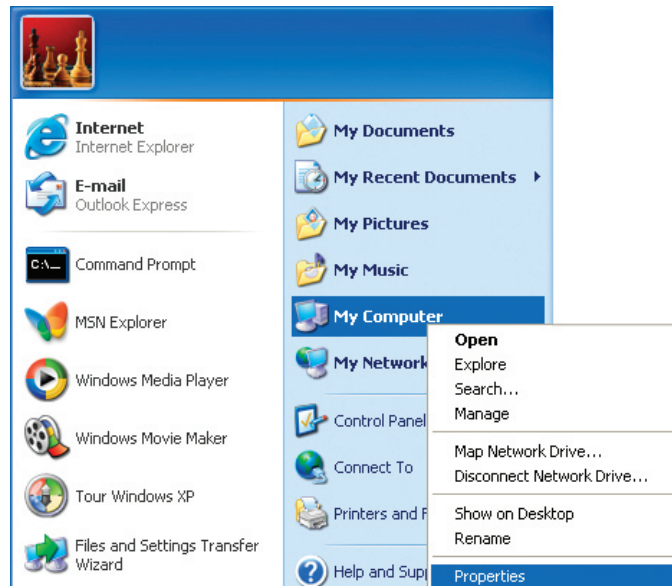 Internet
Internet Explorer
E-mail
Outlook Express
C:\_
Command Prompt
MSN Explorer
Windows Media Player
Windows Movie Maker
Tour Windows XP
Files and Settings Transfer
Wizard
My Documents
My Recent Documents
My Pictures
My Music
My Computer
My Network
Control Panel
Connect To
Printers and F
Help and Supp
Open
Explore
Search...
Manage
Map Network Drive...
Disconnect Network Drive...
Show on Desktop
Rename
Properties